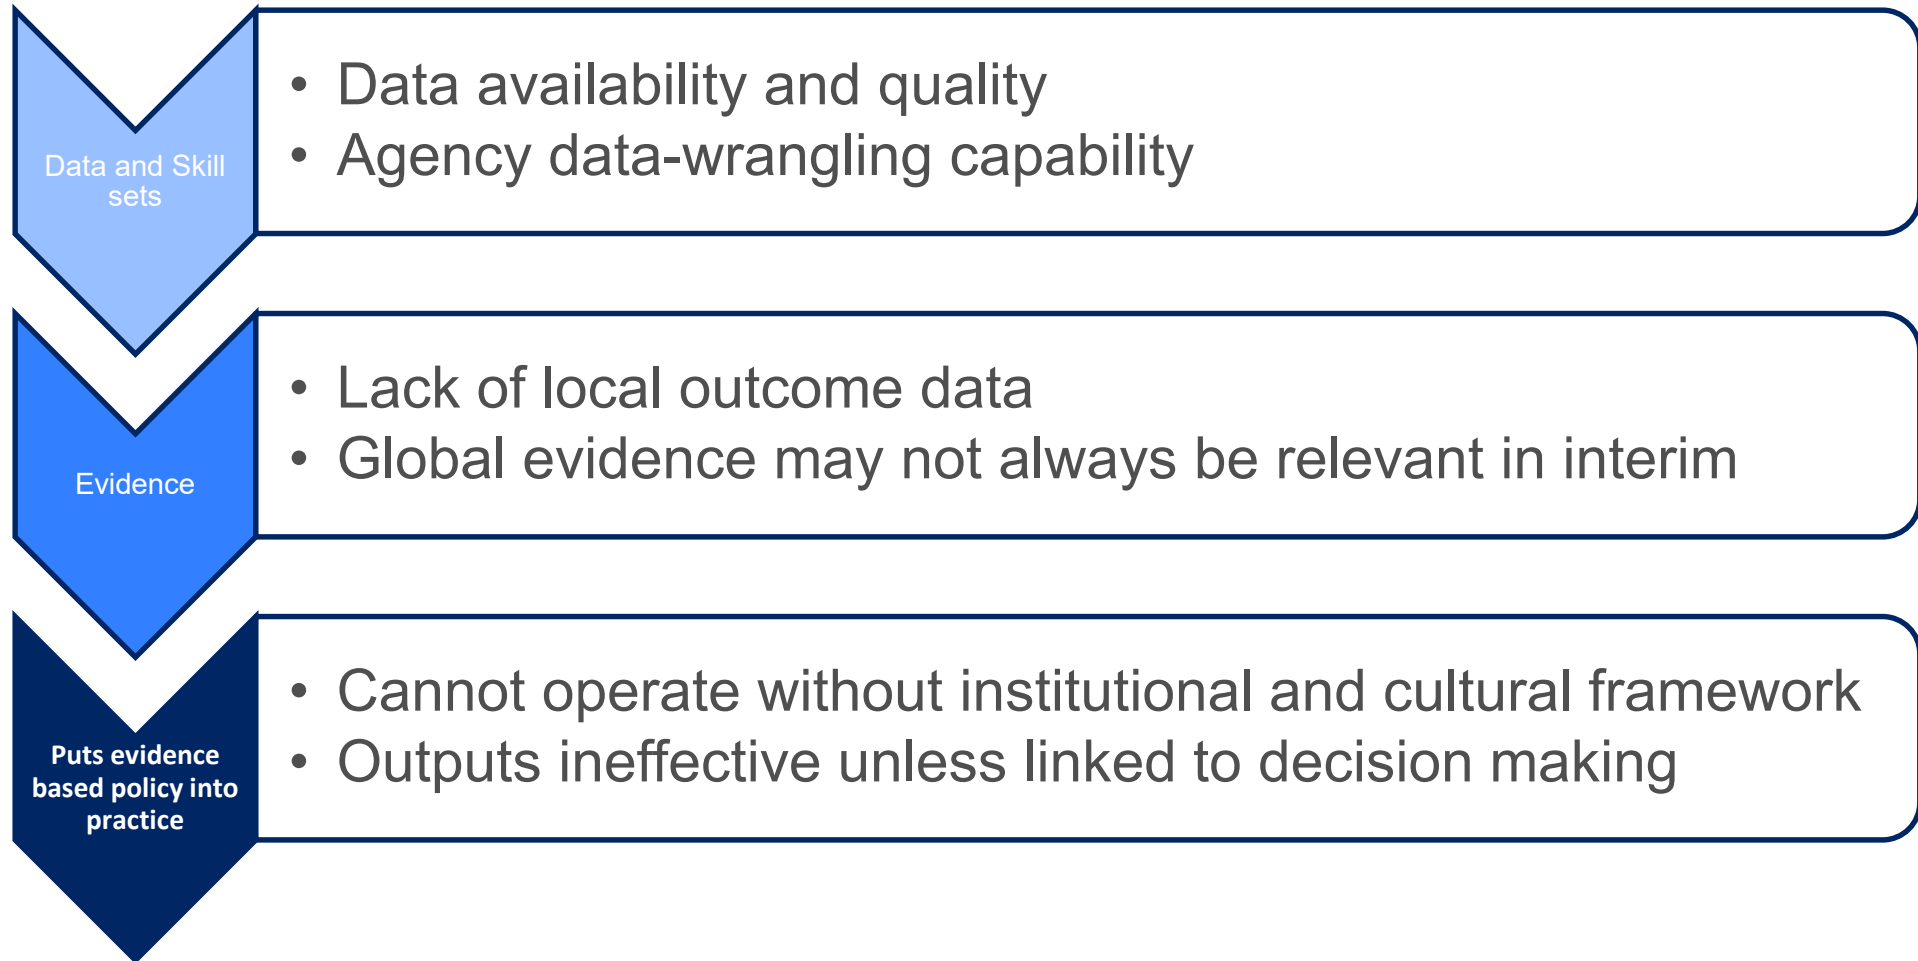 Data and Skill
sets
• Data availability and quality
• Agency data-wrangling capability
Evidence
• Lack of local outcome data
• Global evidence may not always be relevant in interim
Puts evidence
based policy into
practice
• Cannot operate without institutional and cultural framework
• Outputs ineffective unless linked to decision making